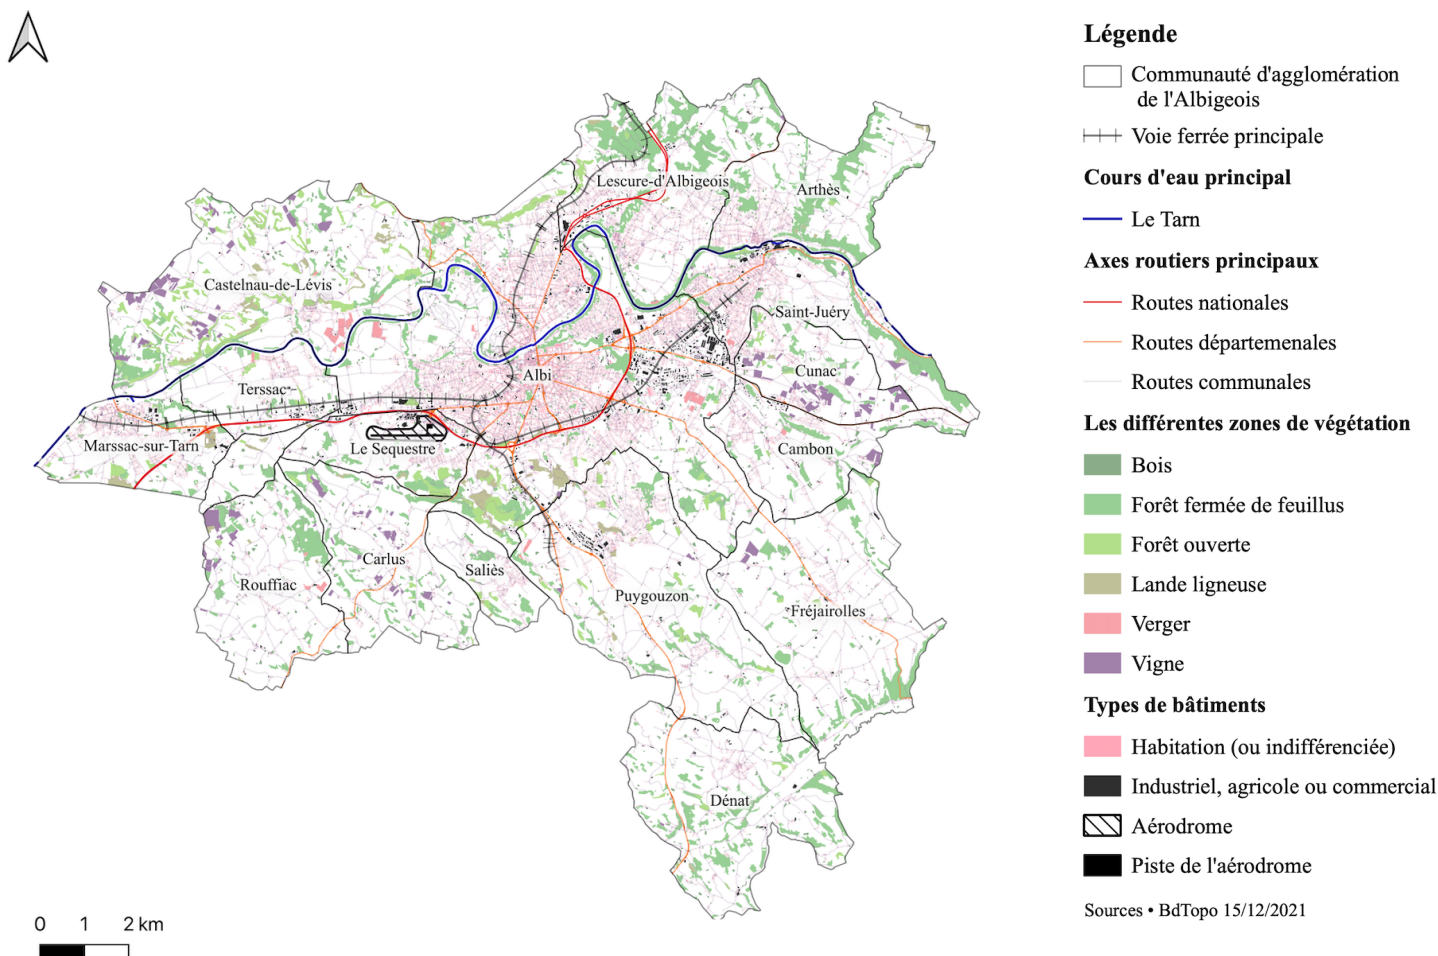 Légende
Communauté d'agglomération
de l'Albigeois
Voie ferrée principale
Cours d'eau principal
Le Tarn
Axes routiers principaux
Routes nationales
Routes départemenales
Routes communales
Les différentes zones de végétation
Bois
Forêt fermée de feuillus
Forêt ouverte
Lande ligneuse
Verger
Vigne
Types de bâtiments
Habitation (ou indifférenciée)
Industriel, agricole ou commercial
Aérodrome
Piste de l'aérodrome
Sources • BdTopo 15/12/2021
Lescure-d'Albigeois
Arthès
Castelnau-de-Lévis
Saint-Juéry
Cunac
Albi
Terssac
Marssac-sur-Tarn
Le Sequestre
Cambon
Carlus
Saliès
Rouffiac
Puygouzon
Fréjairolles
Dénat
0 1 2 km